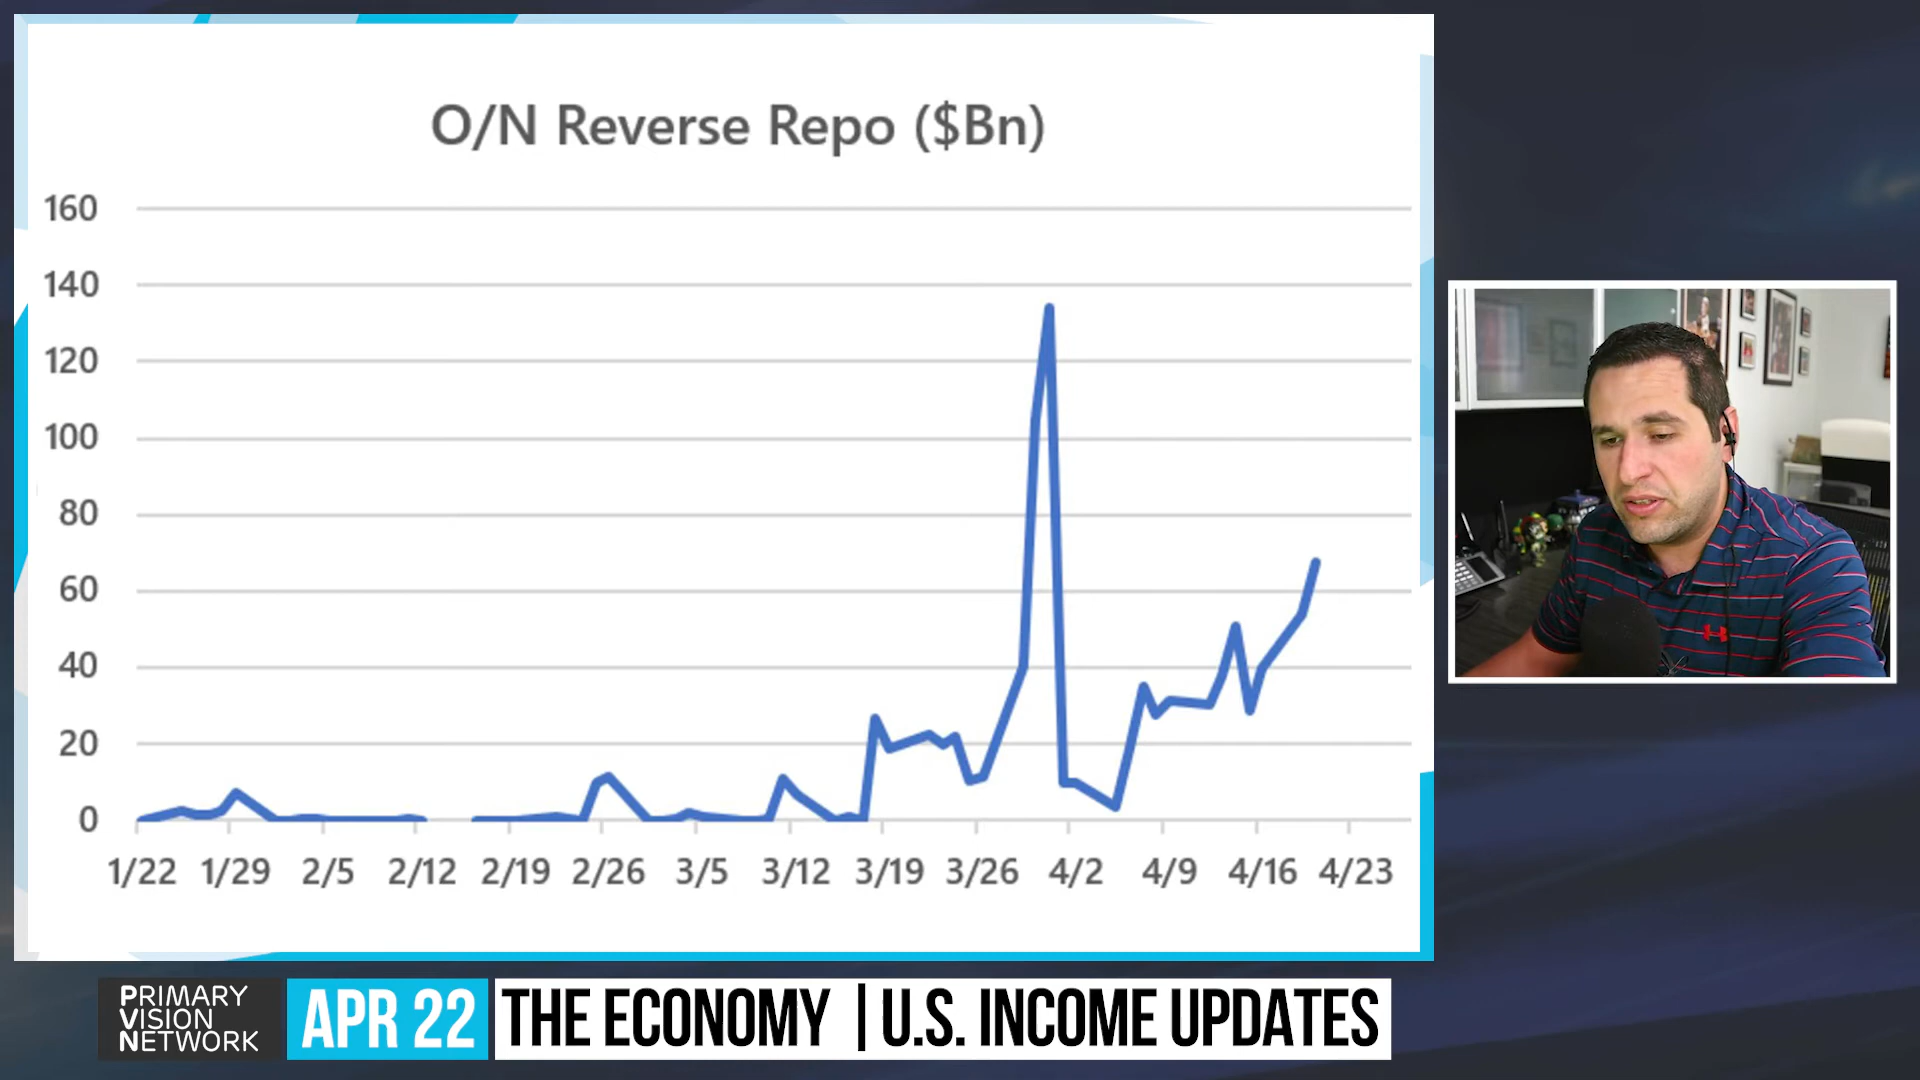 O/N Reverse Repo ($Bn)
160
140
120
100
80
60
40
20
0
1/22 1/29 2/5 2/12 2/19 2/26 3/5 3/12 3/19 3/26 4/2 4/9 4/16 4/23
PRIMARY
VISION
NETWORK
APR 22
THE ECONOMY | U.S. INCOME UPDATES